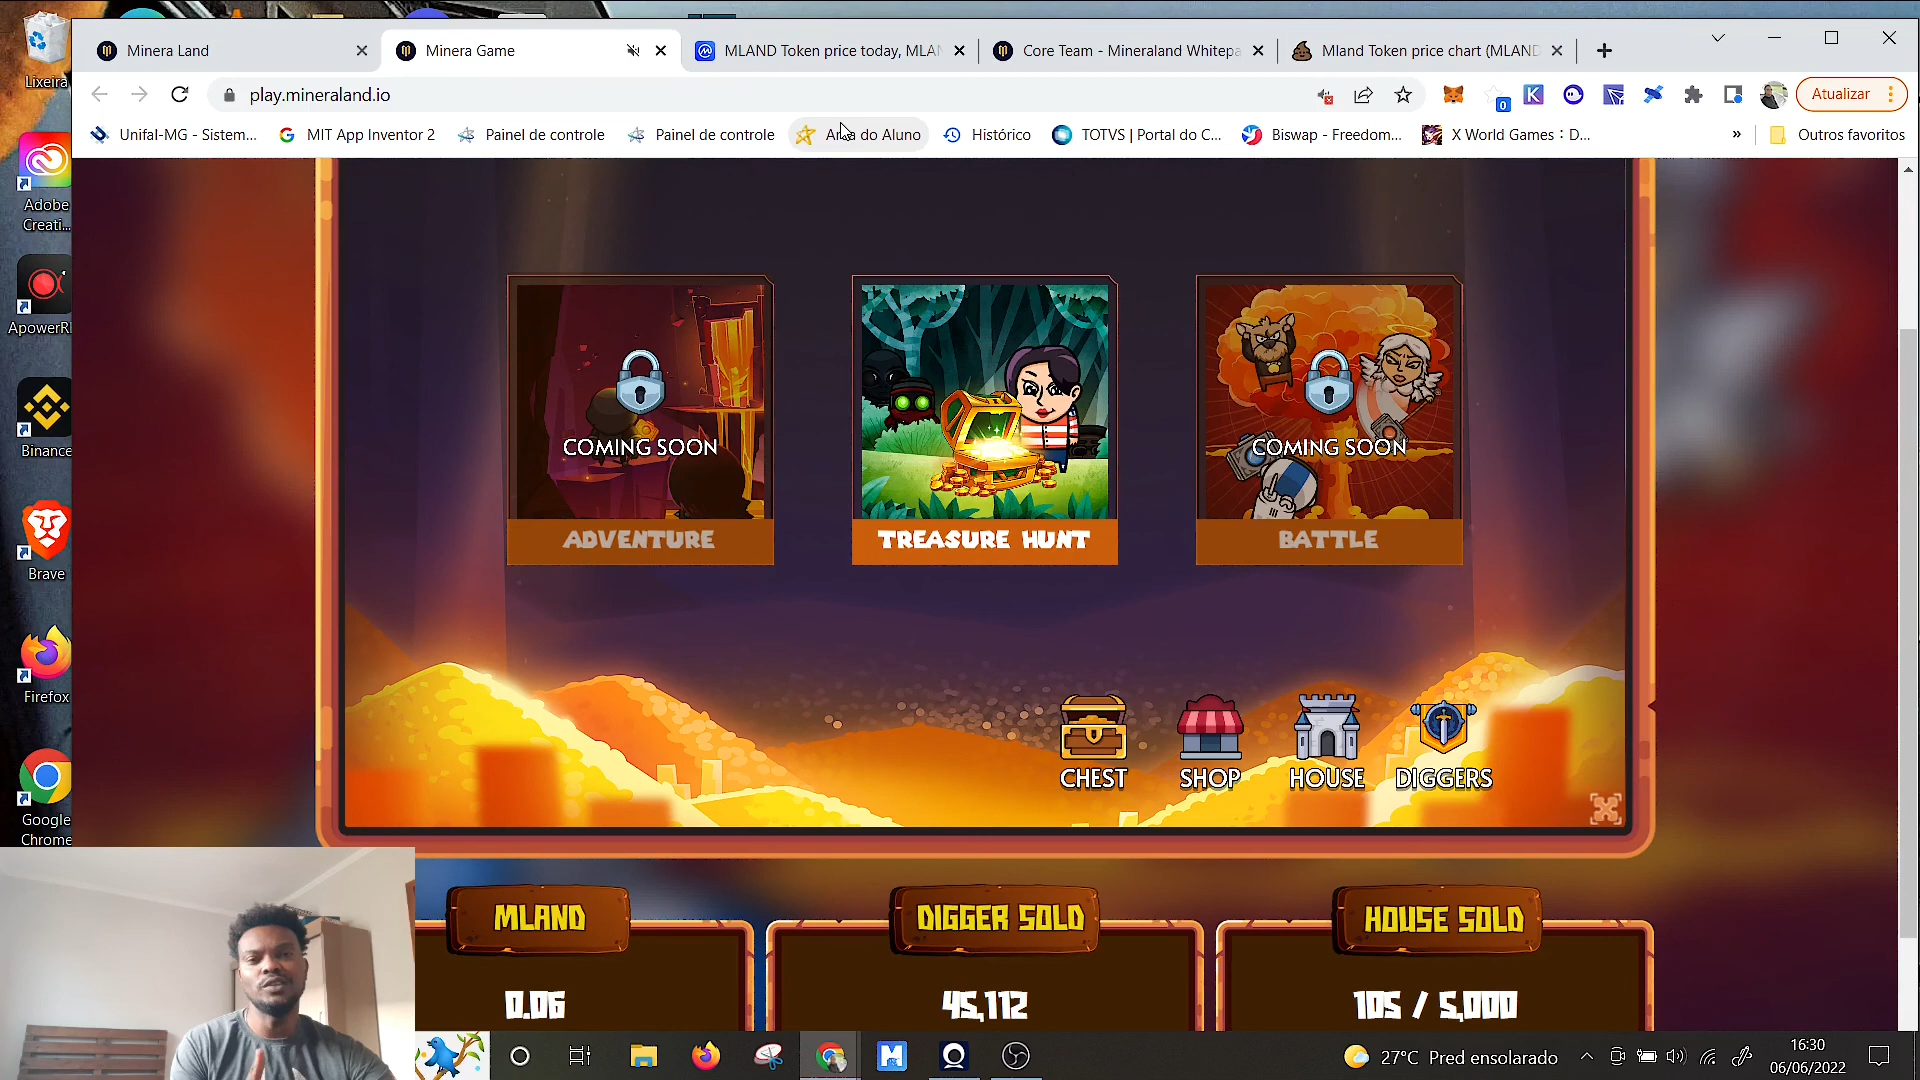 Lixeira
Adobe
Creati...
ApowerRE
Binance
Brave
Firefox
Google
Chrome
Minera Land
Minera Game
MLAND Token price today, MLAN
Core Team - Mineraland Whitepa
Mland Token price chart (MLAND
play.mineraland.io
0
Atualizar
Unifal-MG - Sistem...
MIT App Inventor 2
Painel de controle
Painel de controle
Área do Aluno
Histórico
TOTVS | Portal do C...
Biswap - Freedom...
X World Games : D...
»
Outros favoritos
COMING SOON
ADVENTURE
TREASURE HUNT
COMING SOON
BATTLE
CHEST
SHOP
HOUSE
DIGGERS
MLAND
0.06
DIGGER SOLD
45,112
HOUSE SOLD
105 / 5,000
27°C Pred ensolarado
16:30
06/06/2022